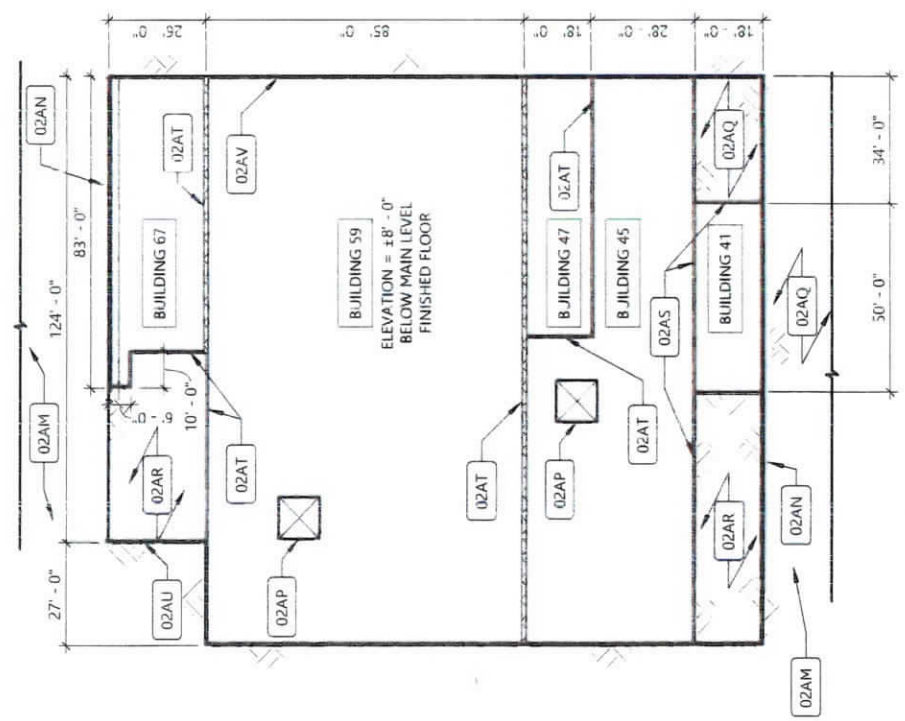 26' - 0"
85' - 0"
18' - 0"
28' - 0"
18' - 0"
02AN
02AT
02AV
83' - 0"
124' - 0"
BUILDING 67
BUILDING 59
ELEVATION = ±8' - 0"
BELOW MAIN LEVEL
FINISHED FLOOR
02AT
BUILDING 47
BUILDING 45
02AQ
34' - 0"
BUILDING 41
02AS
02AQ
50' - 0"
02AM
6' - 0"
10' - 0"
02AR
02AT
02AT
02AP
02AT
02AR
02AN
27' - 0"
02AU
02AP
02AM